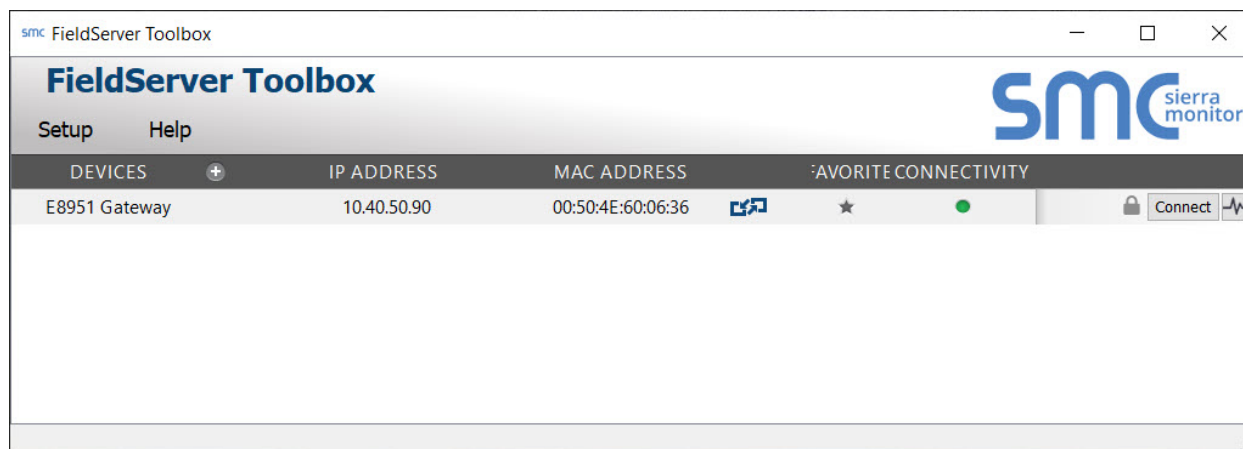 smc FieldServer Toolbox
FieldServer Toolbox
smc sierra monitor
Setup Help
DEVICES IP ADDRESS MAC ADDRESS FAVORITE CONNECTIVITY
E8951 Gateway 10.40.50.90 00:50:4E:60:06:36 Connect